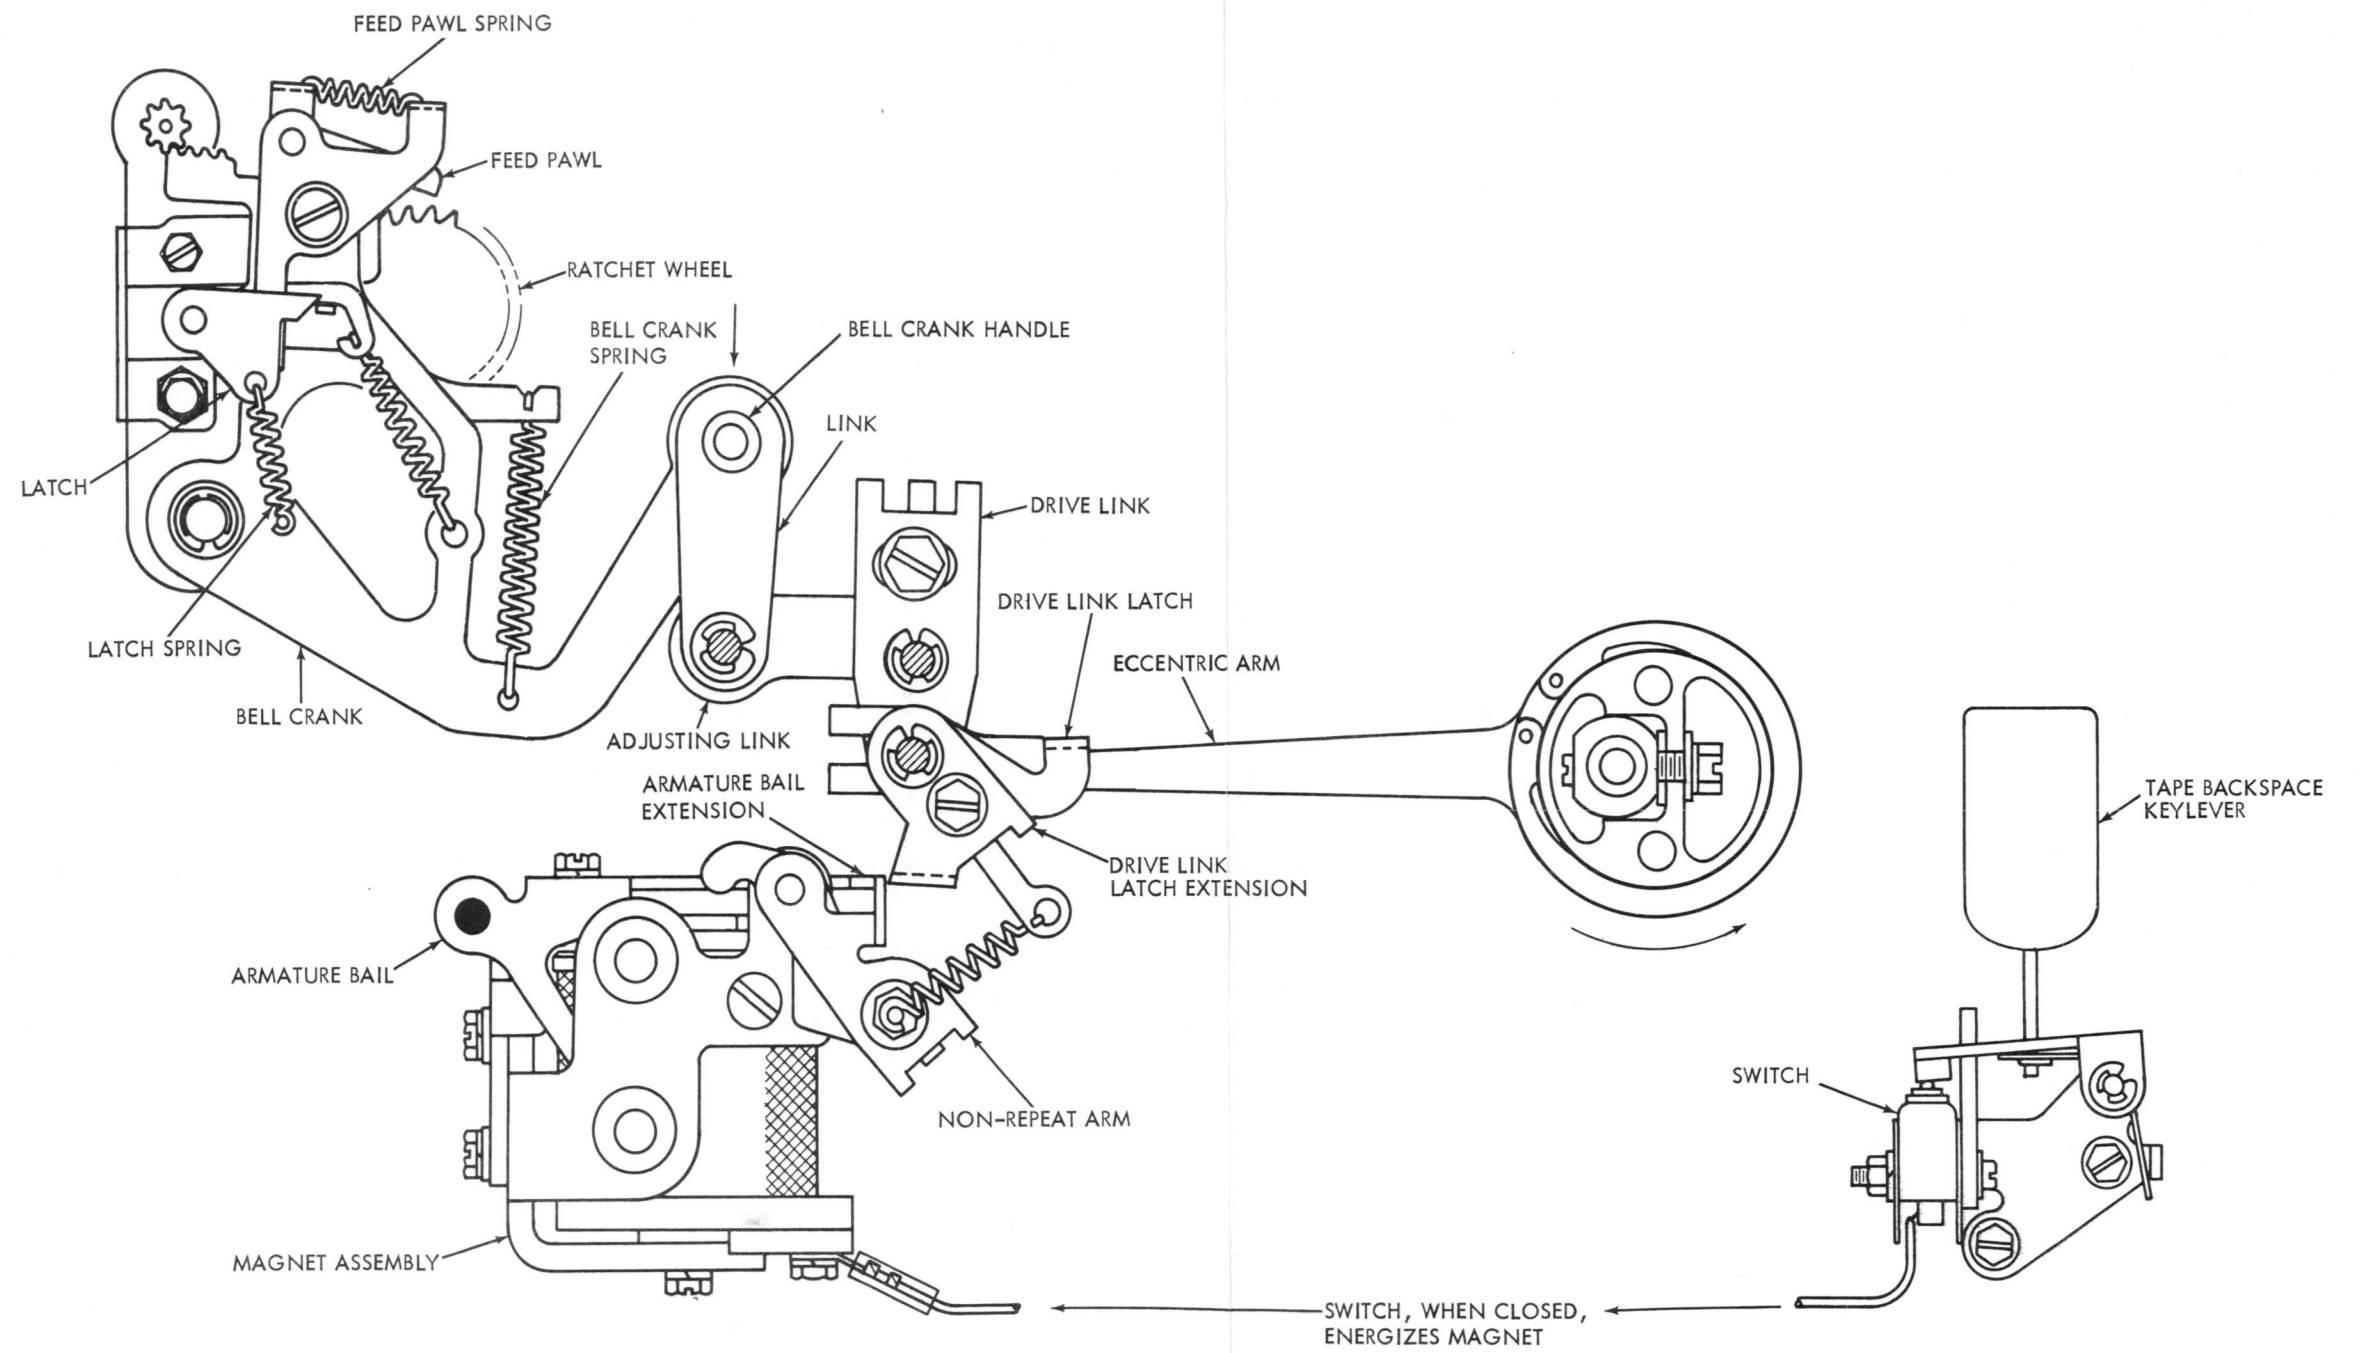 FEED PAWL SPRING
FEED PAWL
RATCHET WHEEL
BELL CRANK
SPRING
BELL CRANK HANDLE
LINK
LATCH
DRIVE LINK
DRIVE LINK LATCH
LATCH SPRING
ECCENTRIC ARM
BELL CRANK
ADJUSTING LINK
ARMATURE BAIL
EXTENSION
TAPE BACKSPACE
KEYLEVER
DRIVE LINK
LATCH EXTENSION
ARMATURE BAIL
SWITCH
NON-REPEAT ARM
MAGNET ASSEMBLY
SWITCH, WHEN CLOSED,
ENERGIZES MAGNET